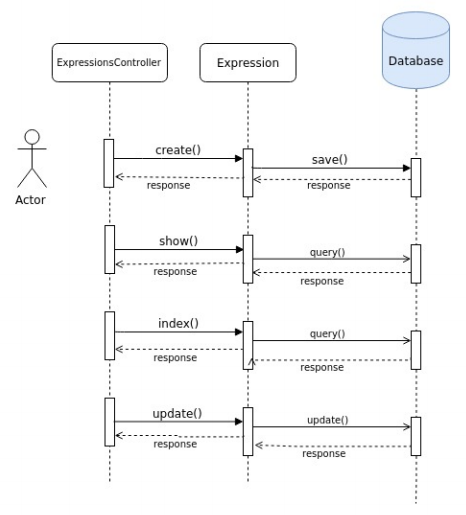 ExpressionsController
Expression
Database
Actor
create()
response
save()
response
show()
response
query()
response
index()
response
query()
response
update()
response
update()
response